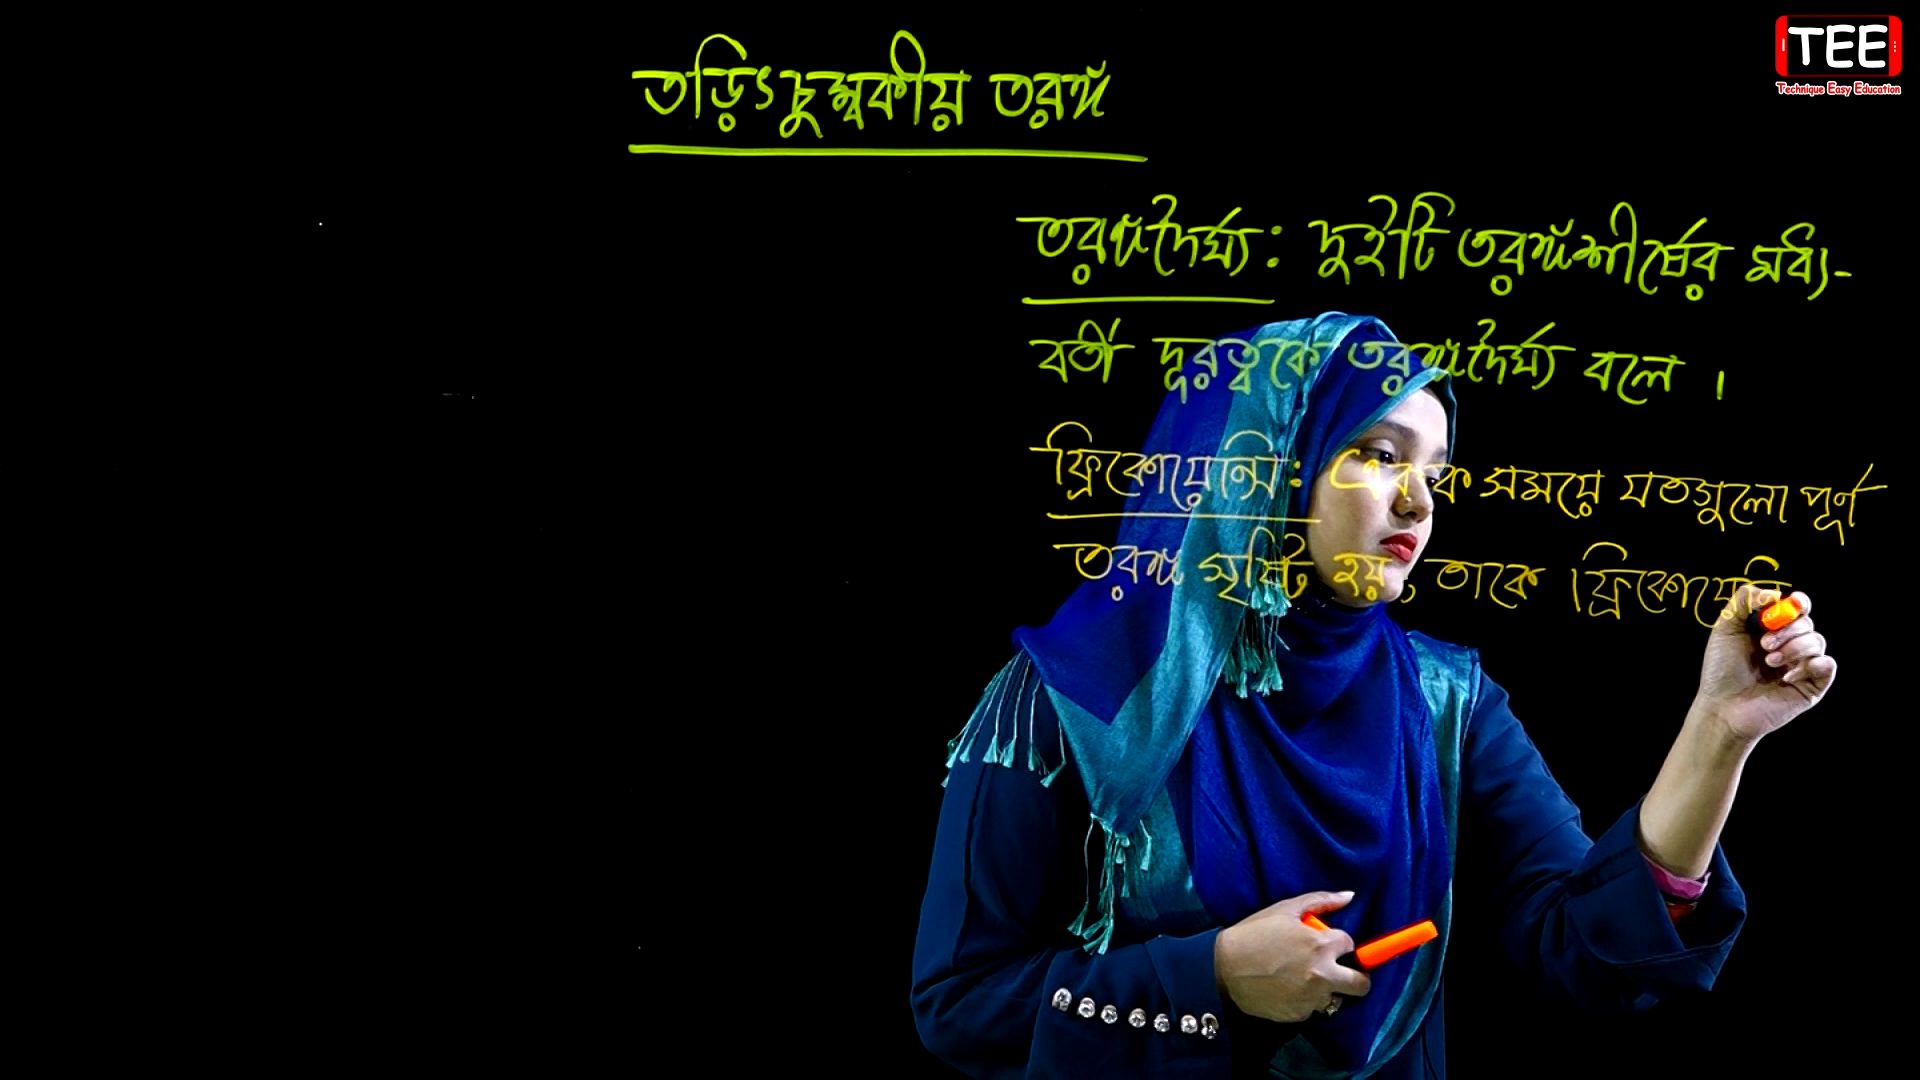 TEE
Technique Easy Education
তড়িৎচুম্বকীয় তরঙ্গ
তরঙ্গদৈর্ঘ্য: দুইটি তরঙ্গশীর্ষের মধ্য-
বর্তী দূরত্বকে তরঙ্গদৈর্ঘ্য বলে ।
ফ্রিকোয়েন্সি: একক সময়ে যতগুলো পূর্ণ
তরঙ্গ সৃষ্টি হয়, তাকে ফ্রিকোয়েনি